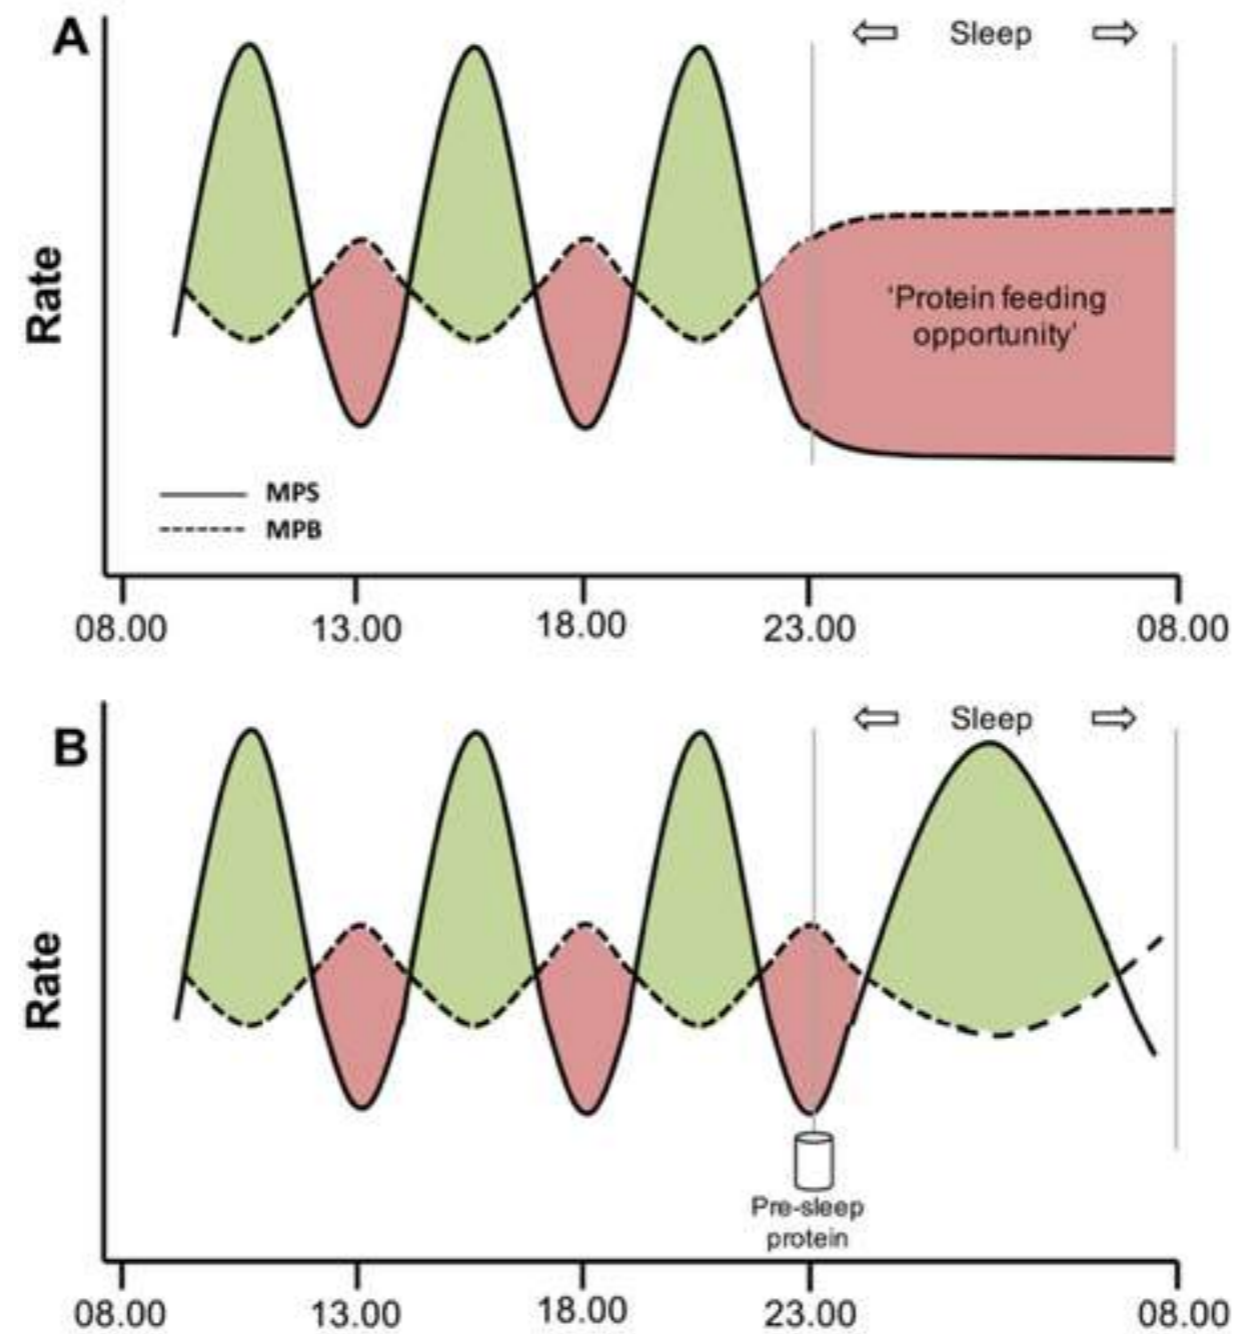 A
Sleep
Rate
'Protein feeding
opportunity'
MPS
MPB
08.00 13.00 18.00 23.00 08.00
B
Sleep
Rate
Pre-sleep
protein
08.00 13.00 18.00 23.00 08.00